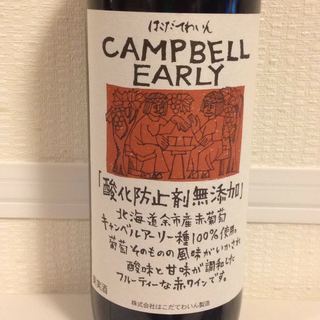 はこだてわいん
CAMPBELL
EARLY
「酸化防止剤無添加」
北海道余市産赤葡萄
キャンベルアーリー種100%使用。
葡萄そのものの風味がいかされ
酸味と甘味が調和した
フルーティーな赤ワインです。
果実酒
株式会社はこだてわいん製造